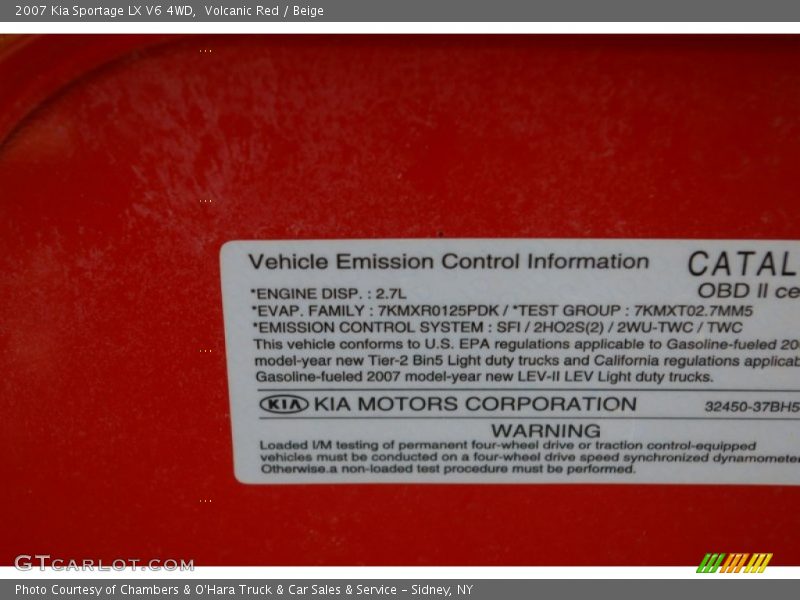 2007 Kia Sportage LX V6 4WD,  Volcanic Red / Beige
Vehicle Emission Control Information
CATAL
OBD II ce
*ENGINE DISP. : 2.7L
*EVAP. FAMILY : 7KMXR0125PDK / *TEST GROUP : 7KMXT02.7MM5
*EMISSION CONTROL SYSTEM : SFI / 2HO2S(2) / 2WU-TWC / TWC
This vehicle conforms to U.S. EPA regulations applicable to Gasoline-fueled 20
model-year new Tier-2 Bin5 Light duty trucks and California regulations applicab
Gasoline-fueled 2007 model-year new LEV-II LEV Light duty trucks.
KIA KIA MOTORS CORPORATION 32450-37BH5
WARNING
Loaded I/M testing of permanent four-wheel drive or traction control-equipped
vehicles must be conducted on a four-wheel drive speed synchronized dynamometer
Otherwise.a non-loaded test procedure must be performed.
GTCARLOT.COM
Photo Courtesy of Chambers & O'Hara Truck & Car Sales & Service - Sidney, NY